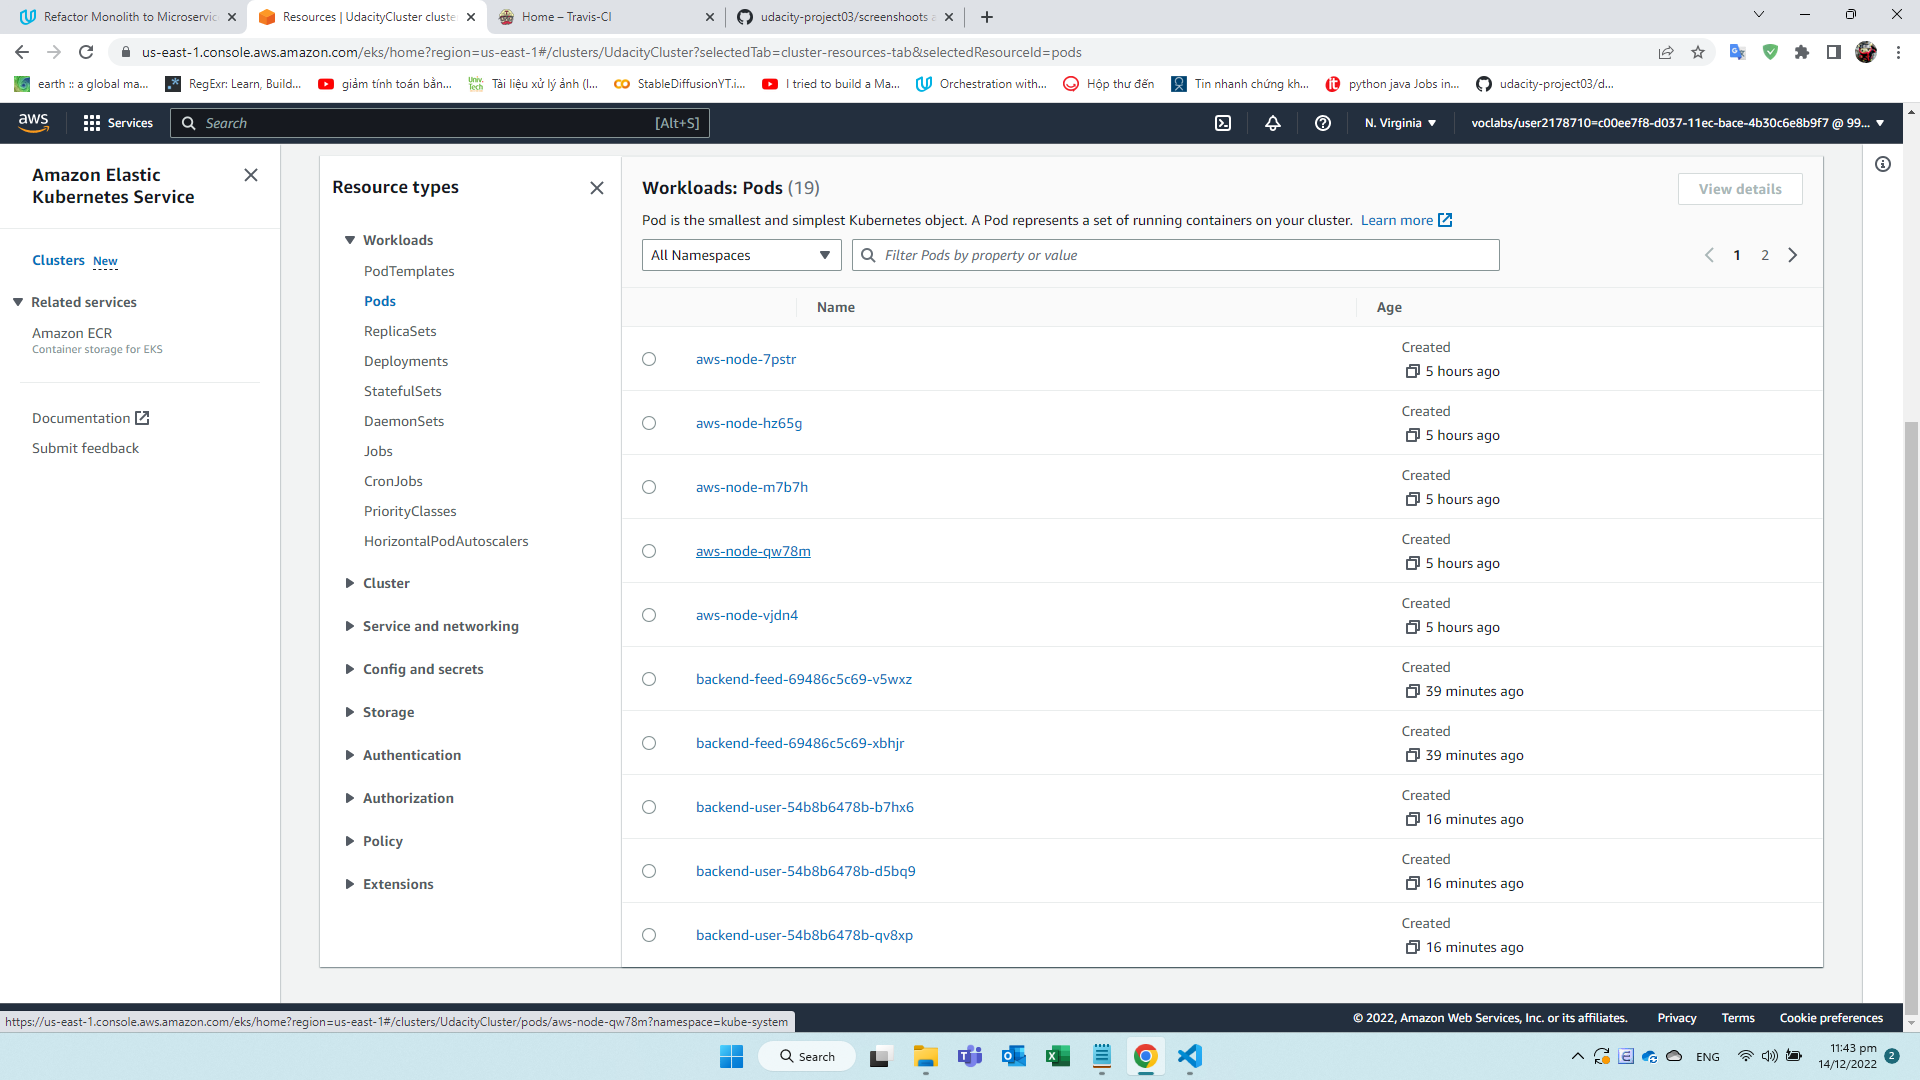 Refactor Monolith to Microservic
Resources | UdacityCluster cluste
Home – Travis-CI
udacity-project03/screenshoots a
us-east-1.console.aws.amazon.com/eks/home?region=us-east-1#/clusters/UdacityCluster?selectedTab=cluster-resources-tab&selectedResourceId=pods
earth :: a global ma...
RegExr: Learn, Build...
giảm tính toán bằn...
Tài liệu xử lý ảnh (I...
StableDiffusionYT.i...
I tried to build a Ma...
Orchestration with...
Hộp thư đến
Tin nhanh chứng kh...
python java Jobs in...
udacity-project03/d...
aws
Services
Search
[Alt+S]
N. Virginia
voclabs/user2178710=c00ee7f8-d037-11ec-bace-4b30c6e8b9f7 @ 99...
Amazon Elastic
Kubernetes Service
Clusters New
Related services
Amazon ECR
Container storage for EKS
Documentation
Submit feedback
Resource types
Workloads
PodTemplates
Pods
ReplicaSets
Deployments
StatefulSets
DaemonSets
Jobs
CronJobs
PriorityClasses
HorizontalPodAutoscalers
Cluster
Service and networking
Config and secrets
Storage
Authentication
Authorization
Policy
Extensions
Workloads: Pods (19)
View details
Pod is the smallest and simplest Kubernetes object. A Pod represents a set of running containers on your cluster. Learn more
All Namespaces
Filter Pods by property or value
1 2
Name
Age
aws-node-7pstr
Created
5 hours ago
aws-node-hz65g
Created
5 hours ago
aws-node-m7b7h
Created
5 hours ago
aws-node-qw78m
Created
5 hours ago
aws-node-vjdn4
Created
5 hours ago
backend-feed-69486c5c69-v5wxz
Created
39 minutes ago
backend-feed-69486c5c69-xbhjr
Created
39 minutes ago
backend-user-54b8b6478b-b7hx6
Created
16 minutes ago
backend-user-54b8b6478b-d5bq9
Created
16 minutes ago
backend-user-54b8b6478b-qv8xp
Created
16 minutes ago
https://us-east-1.console.aws.amazon.com/eks/home?region=us-east-1#/clusters/UdacityCluster/pods/aws-node-qw78m?namespace=kube-system
© 2022, Amazon Web Services, Inc. or its affiliates.
Privacy
Terms
Cookie preferences
Search
ENG
11:43 pm
14/12/2022
2